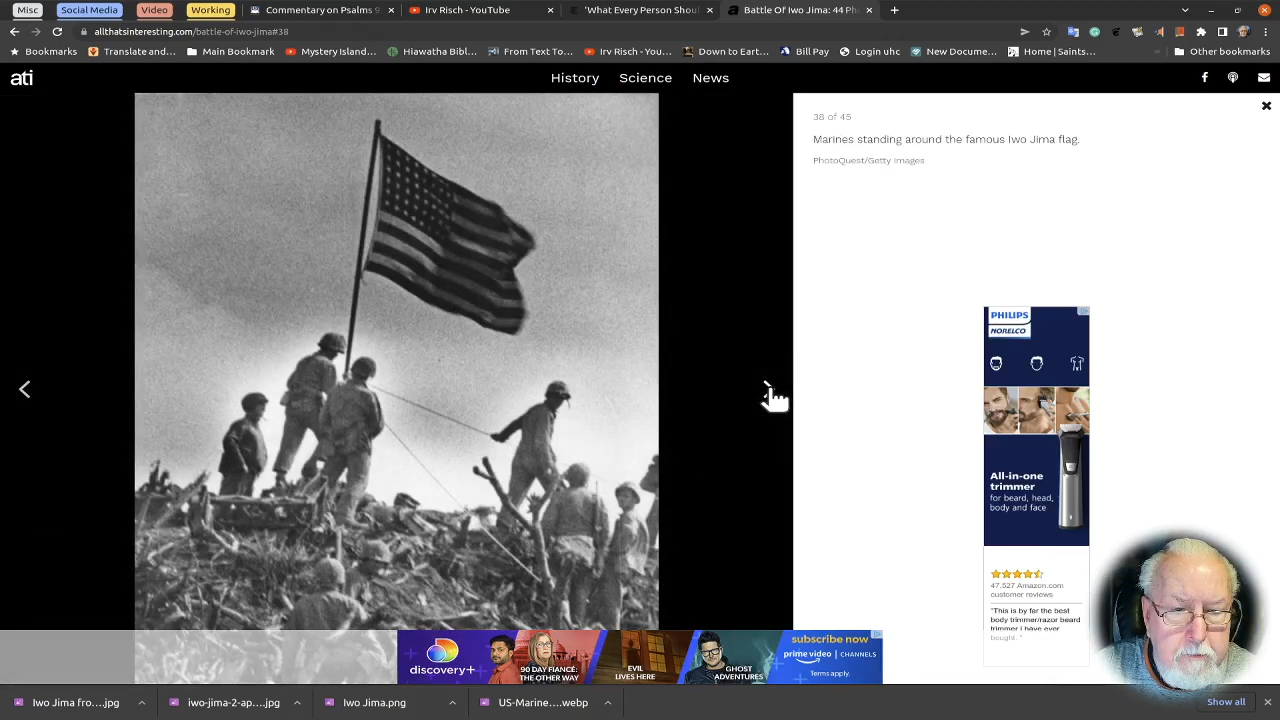 Misc
Social Media
Video
Working
Commentary on Psalms 9
Irv Risch - YouTube
"What Every Person Shoul
Battle Of Iwo Jima: 44 Ph
allthatsinteresting.com/battle-of-iwo-jima#38
Bookmarks
Translate and...
Main Bookmark
Mystery Island...
Hiawatha Bibl...
From Text To...
Irv Risch - You...
Down to Eart...
Bill Pay
Login uhc
New Docume...
Home | Saints...
Other bookmarks
ati
History
Science
News
38 of 45
Marines standing around the famous Iwo Jima flag.
PhotoQuest/Getty Images
PHILIPS
NORELCO
All-in-one
trimmer
for beard, head,
body and face
47,527 Amazon.com
customer reviews
"This is by far the best
body trimmer/razor beard
trimmer I have ever
bought. "
discovery+
90 DAY FIANCÉ:
THE OTHER WAY
EVIL
LIVES HERE
GHOST
ADVENTURES
subscribe now
prime video | CHANNELS
Terms apply.
Iwo Jima fro....jpg
iwo-jima-2-ap....jpg
Iwo Jima.png
US-Marine....webp
Show all